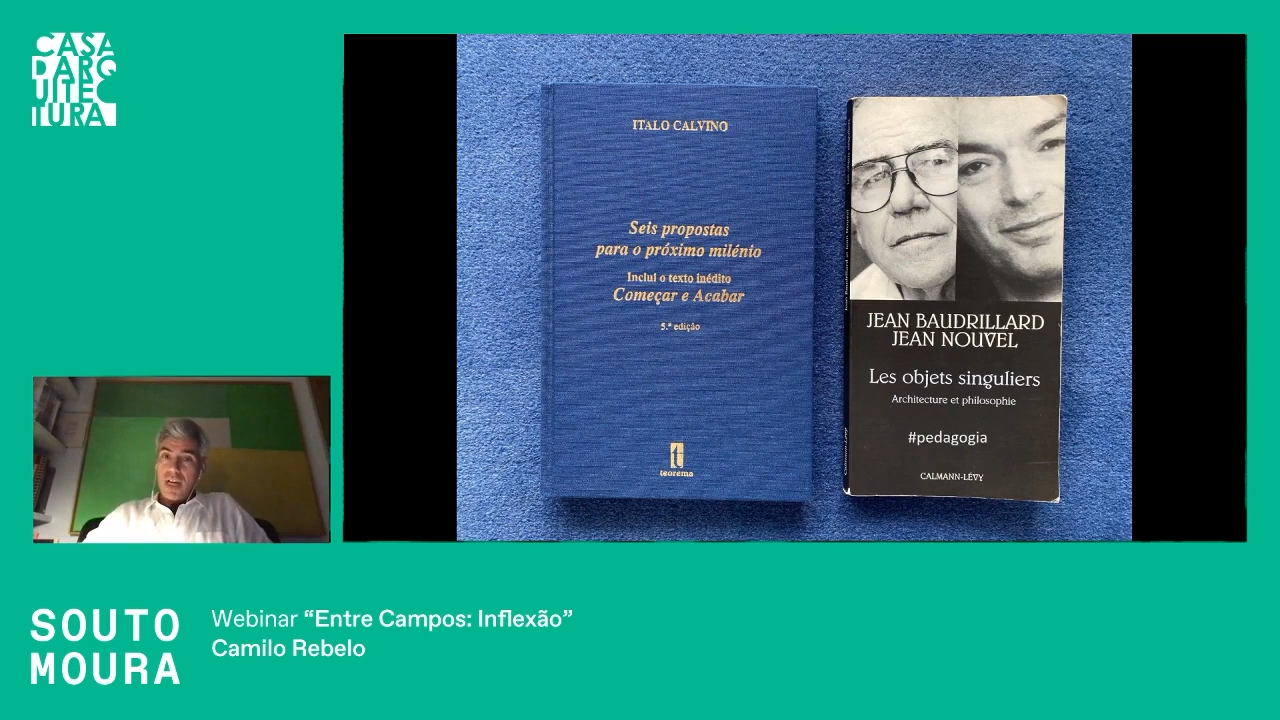 CASA
DARQ
UITEC
TURA
ITALO CALVINO
Seis propostas
para o próximo milénio
Inclui o texto inédito
Começar e Acabar
5.ª edição
t
teorema
JEAN BAUDRILLARD
JEAN NOUVEL
Les objets singuliers
Architecture et philosophie
#pedagogia
CALMANN-LÉVY
SOUTO
MOURA
Webinar “Entre Campos: Inflexão”
Camilo Rebelo